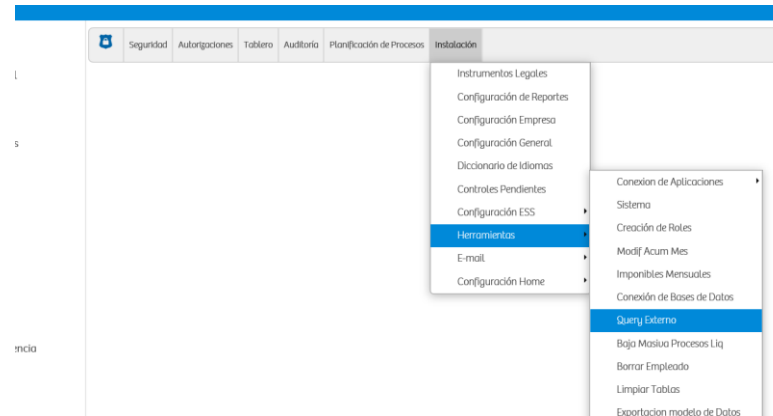 Seguridad Autorizaciones Tablero Auditoría Planificación de Procesos Instalación
Instrumentos Legales
Configuración de Reportes
Configuración Empresa
Configuración General
Diccionario de Idiomas
Controles Pendientes
Configuración ESS
Herramientas
E-mail
Configuración Home
Conexion de Aplicaciones
Sistema
Creación de Roles
Modif Acum Mes
Imponibles Mensuales
Conexión de Bases de Datos
Query Externo
Baja Masiva Procesos Liq
Borrar Empleado
Limpiar Tablas
Exportacion modelo de Datos
l
s
encia